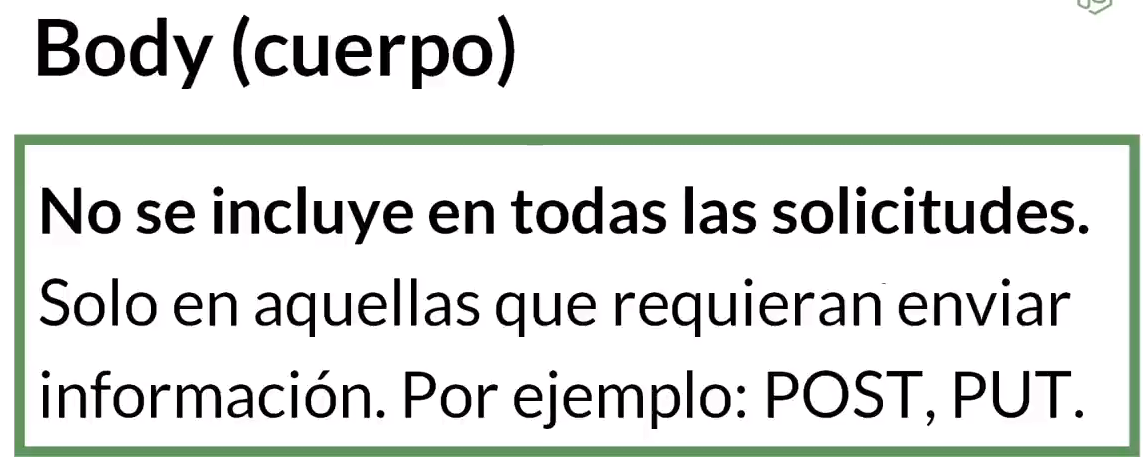 Body (cuerpo)
No se incluye en todas las solicitudes.
Solo en aquellas que requieran enviar
información. Por ejemplo: POST, PUT.